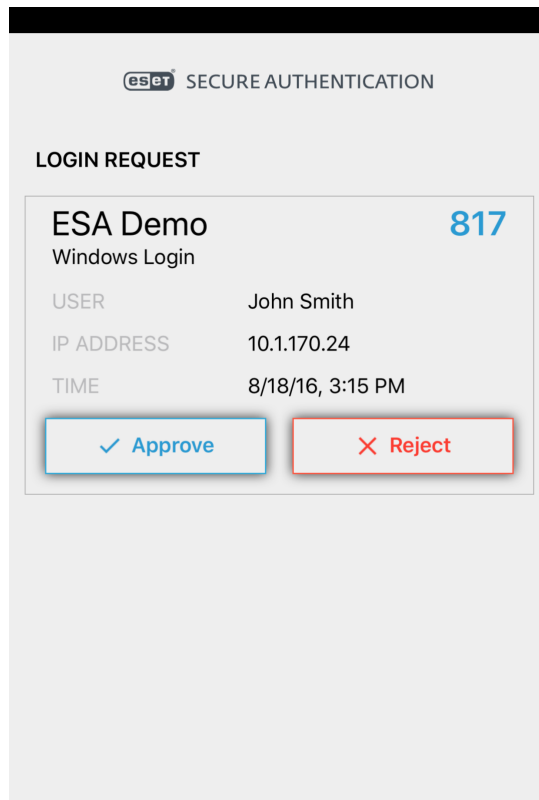 eset SECURE AUTHENTICATION
LOGIN REQUEST
ESA Demo 817
Windows Login
USER John Smith
IP ADDRESS 10.1.170.24
TIME 8/18/16, 3:15 PM
Approve Reject